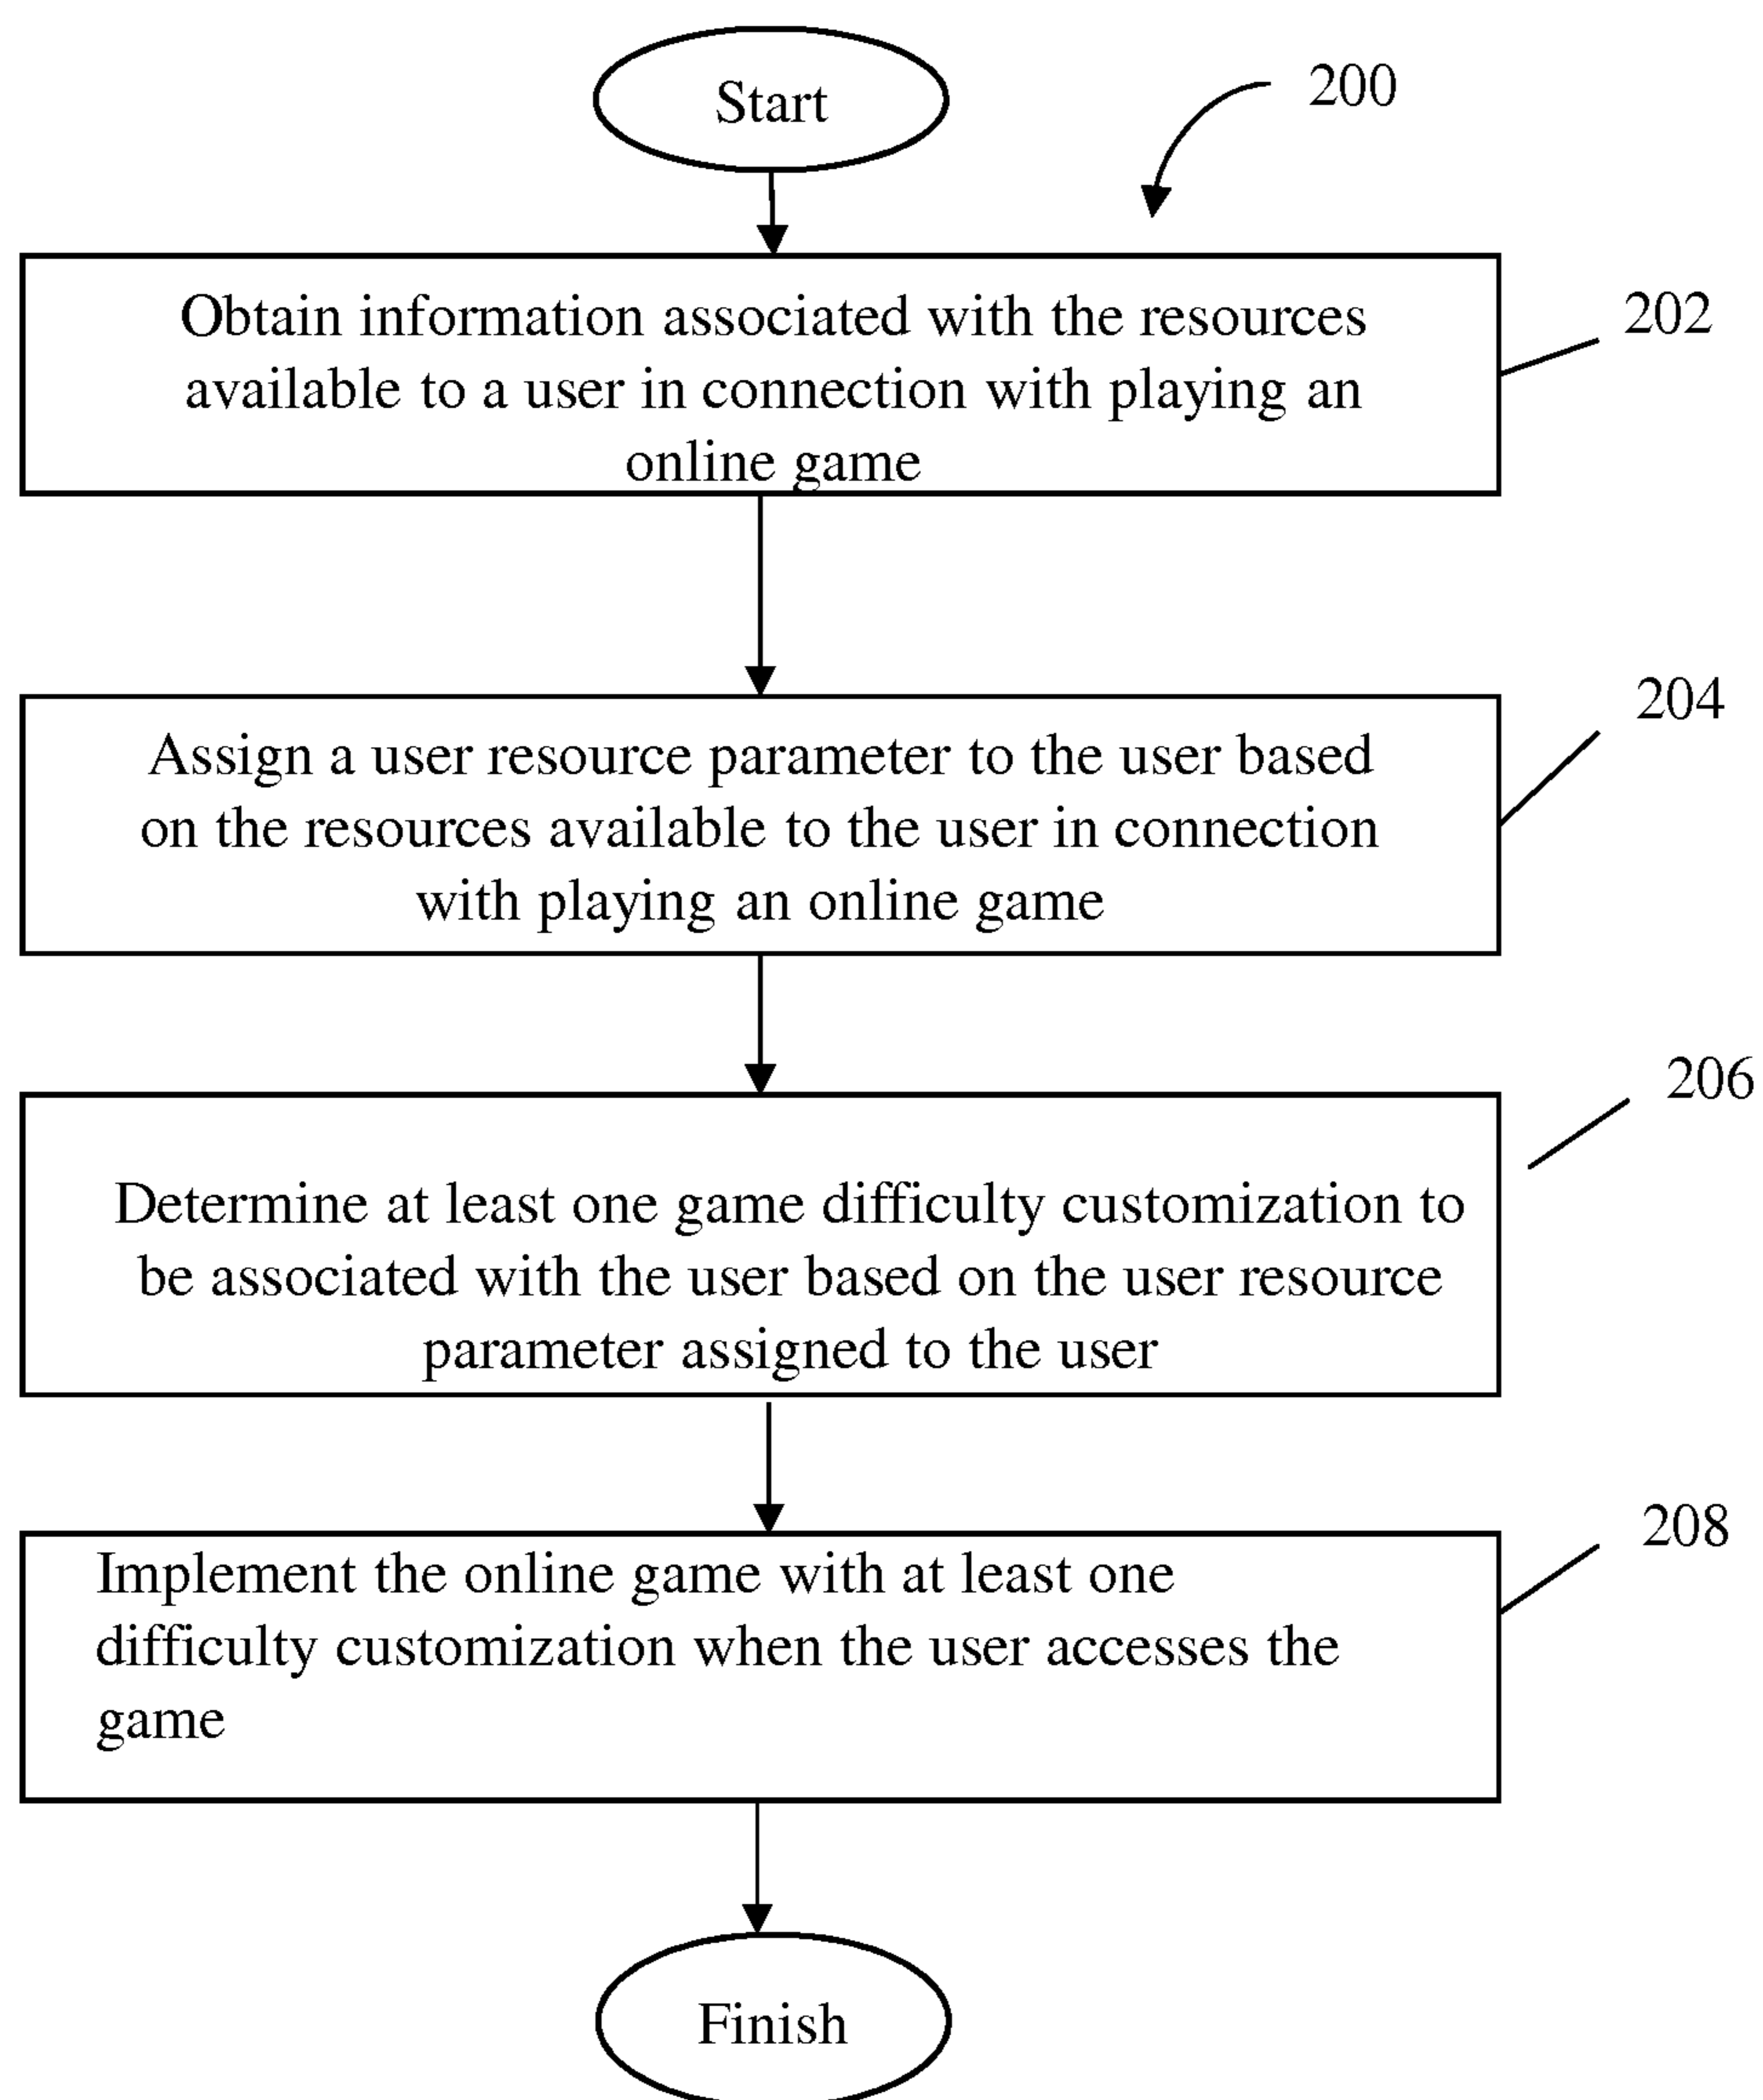 Start
200
Obtain information associated with the resources
available to a user in connection with playing an
online game
202
Assign a user resource parameter to the user based
on the resources available to the user in connection
with playing an online game
204
Determine at least one game difficulty customization to
be associated with the user based on the user resource
parameter assigned to the user
206
Implement the online game with at least one
difficulty customization when the user accesses the
game
208
Finish